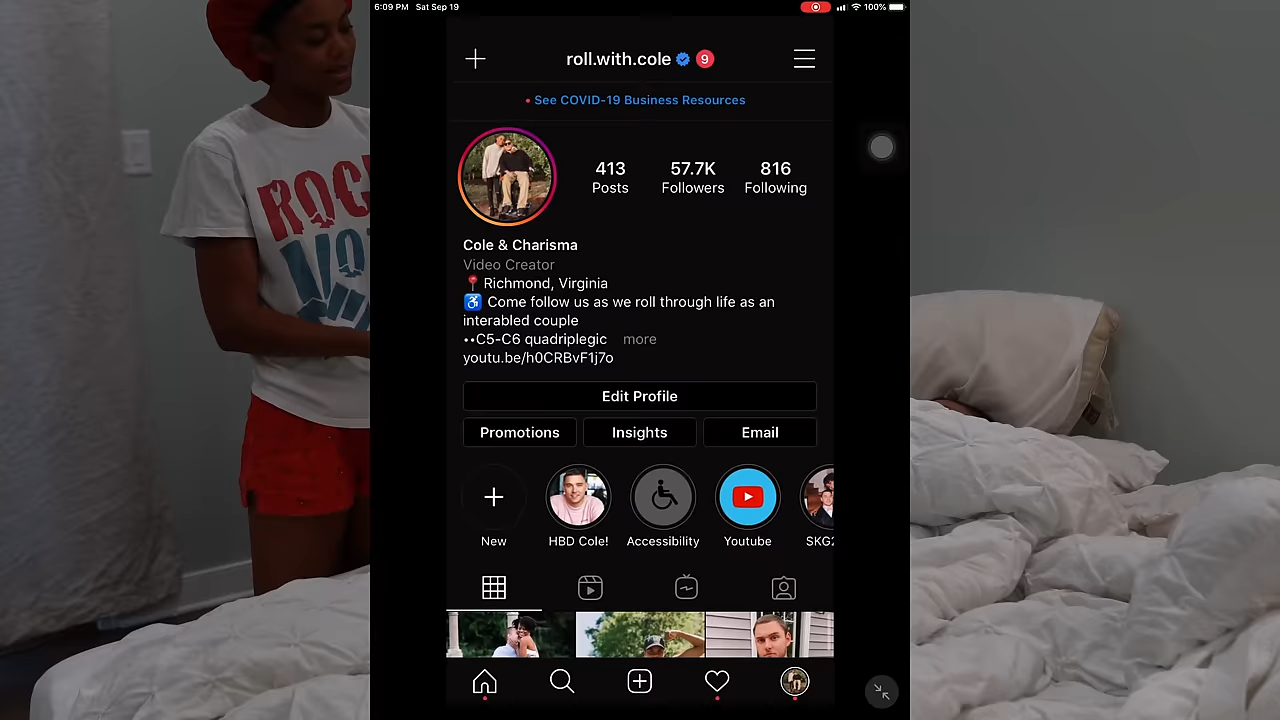 6:09 PM Sat Sep 19
100%
roll.with.cole 9
• See COVID-19 Business Resources
413 57.7K 816
Posts Followers Following
Cole & Charisma
Video Creator
📍 Richmond, Virginia
♿ Come follow us as we roll through life as an
interabled couple
••C5-C6 quadriplegic more
youtu.be/h0CRBvF1j7o
Edit Profile
Promotions Insights Email
New HBD Cole! Accessibility Youtube SKG2
ROC
VO